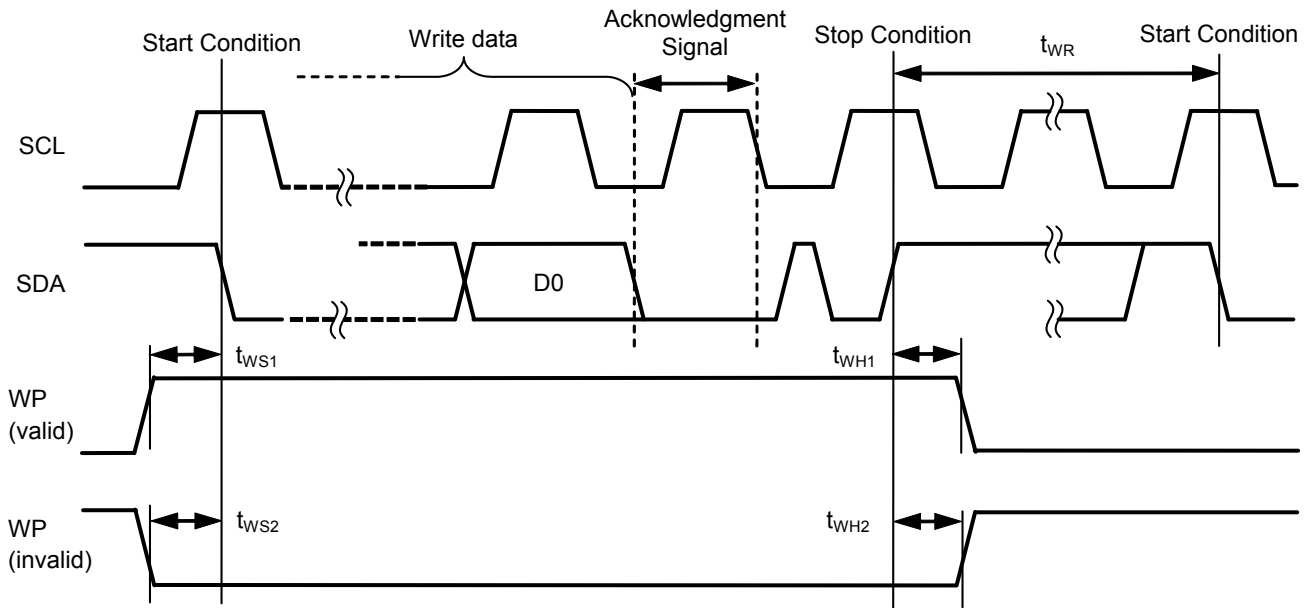 Start Condition
Write data
Acknowledgment
Signal
Stop Condition
tWR
Start Condition
SCL
SDA
D0
tWS1
tWH1
WP
(valid)
tWS2
tWH2
WP
(invalid)